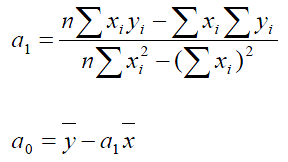 a₁ = (n∑xᵢyᵢ − ∑xᵢ∑yᵢ) / (n∑xᵢ² − (∑xᵢ)²)
a₀ = y̅ − a₁x̅